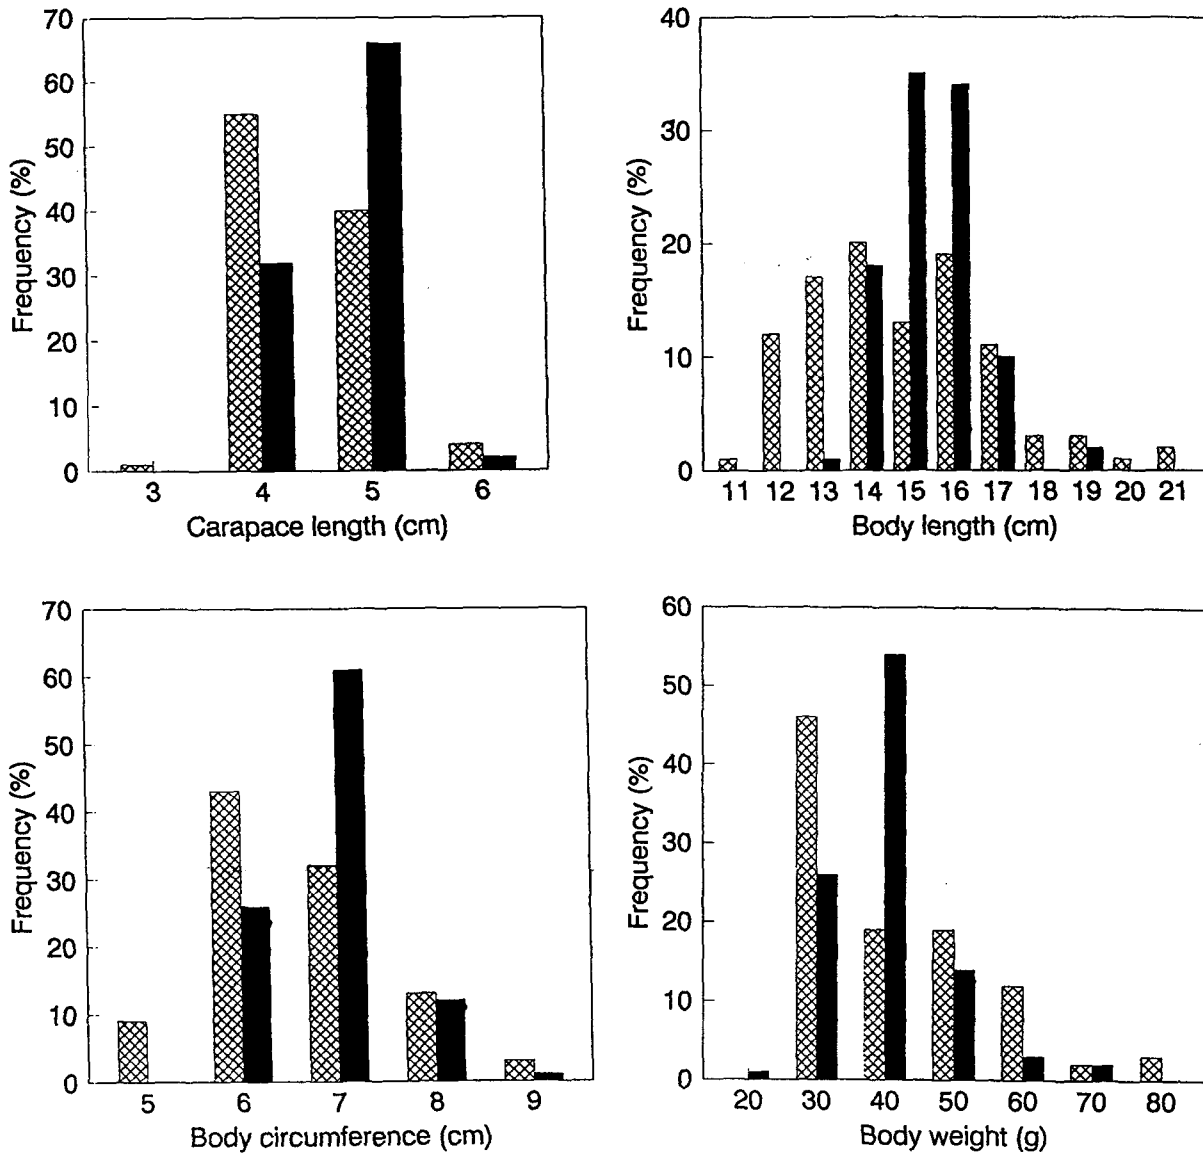 70
60
50
40
30
20
10
0
Frequency (%)
3 4 5 6
Carapace length (cm)
40
30
20
10
0
Frequency (%)
11 12 13 14 15 16 17 18 19 20 21
Body length (cm)
70
60
50
40
30
20
10
0
Frequency (%)
5 6 7 8 9
Body circumference (cm)
60
50
40
30
20
10
0
Frequency (%)
20 30 40 50 60 70 80
Body weight (g)